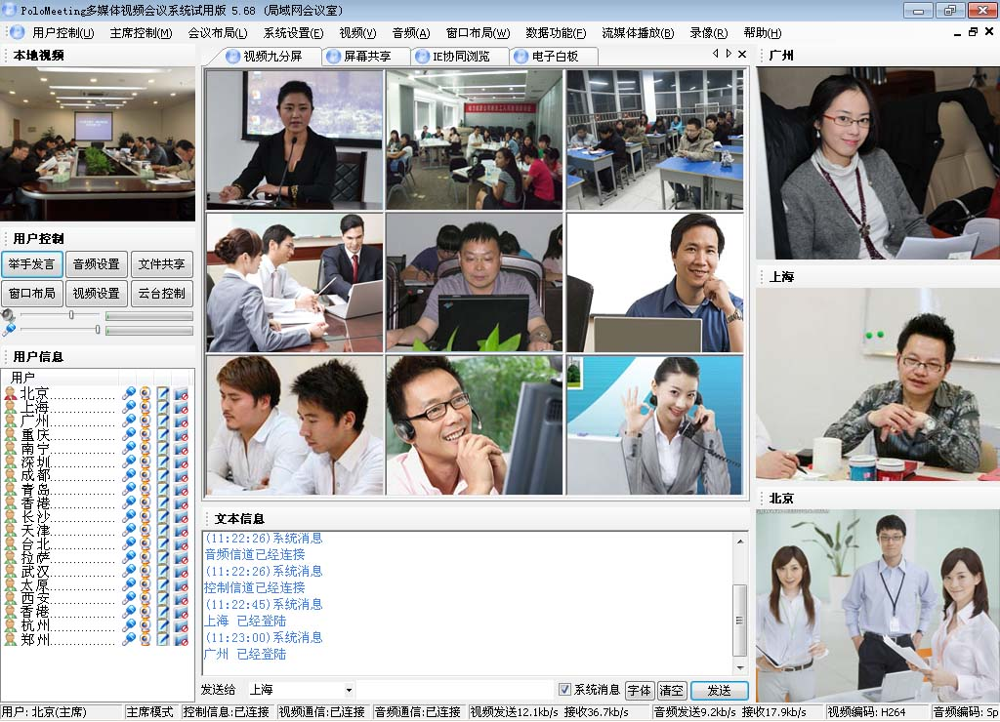 PoloMeeting多媒体视频会议系统试用版 5.68 (局域网会议室)
用户控制(U) 主席控制(M) 会议布局(L) 系统设置(E) 视频(V) 音频(A) 窗口布局(W) 数据功能(F) 流媒体播放(B) 录像(R) 帮助(H)
本地视频
视频九分屏 屏幕共享 IE协同浏览 电子白板
广州
用户控制
举手发言 音频设置 文件共享
窗口布局 视频设置 云台控制
上海
用户信息
用户
北京
上海
广州
重庆
南宁
深圳
成都
青岛
香港
长沙
天津
台北
拉萨
武汉
太原
西安
香港
杭州
郑州
北京
文本信息
(11:22:26)系统消息
音频信道已经连接
(11:22:26)系统消息
控制信道已经连接
(11:22:45)系统消息
上海 已经登陆
(11:23:00)系统消息
广州 已经登陆
发送给 上海 系统消息 字体 清空 发送
用户: 北京(主席) 主席模式 控制信息:已连接 视频通信:已连接 音频通信:已连接 视频发送12.1kb/s 接收36.7kb/s 音频发送9.2kb/s 接收17.9kb/s 视频编码: H264 音频编码: Sp